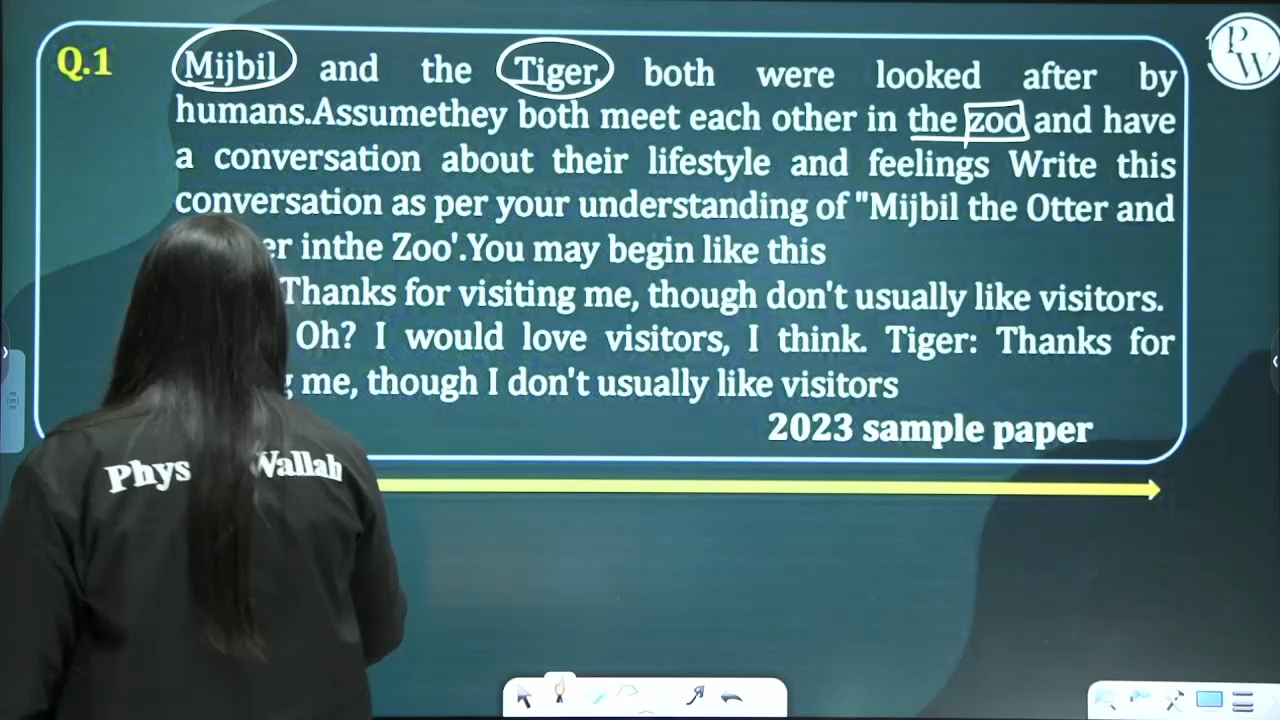 Q.1 Mijbil and the Tiger, both were looked after by
humans.Assumethey both meet each other in the zoo and have
a conversation about their lifestyle and feelings Write this
conversation as per your understanding of "Mijbil the Otter and
er inthe Zoo'.You may begin like this
Thanks for visiting me, though don't usually like visitors.
Oh? I would love visitors, I think. Tiger: Thanks for
g me, though I don't usually like visitors
2023 sample paper
Phys Wallah
P
W